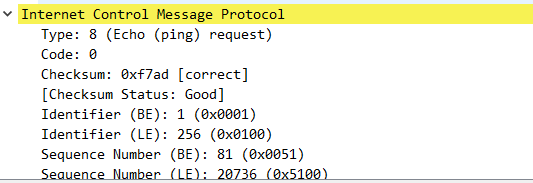 Internet Control Message Protocol
Type: 8 (Echo (ping) request)
Code: 0
Checksum: 0xf7ad [correct]
[Checksum Status: Good]
Identifier (BE): 1 (0x0001)
Identifier (LE): 256 (0x0100)
Sequence Number (BE): 81 (0x0051)
Sequence Number (LE): 20736 (0x5100)